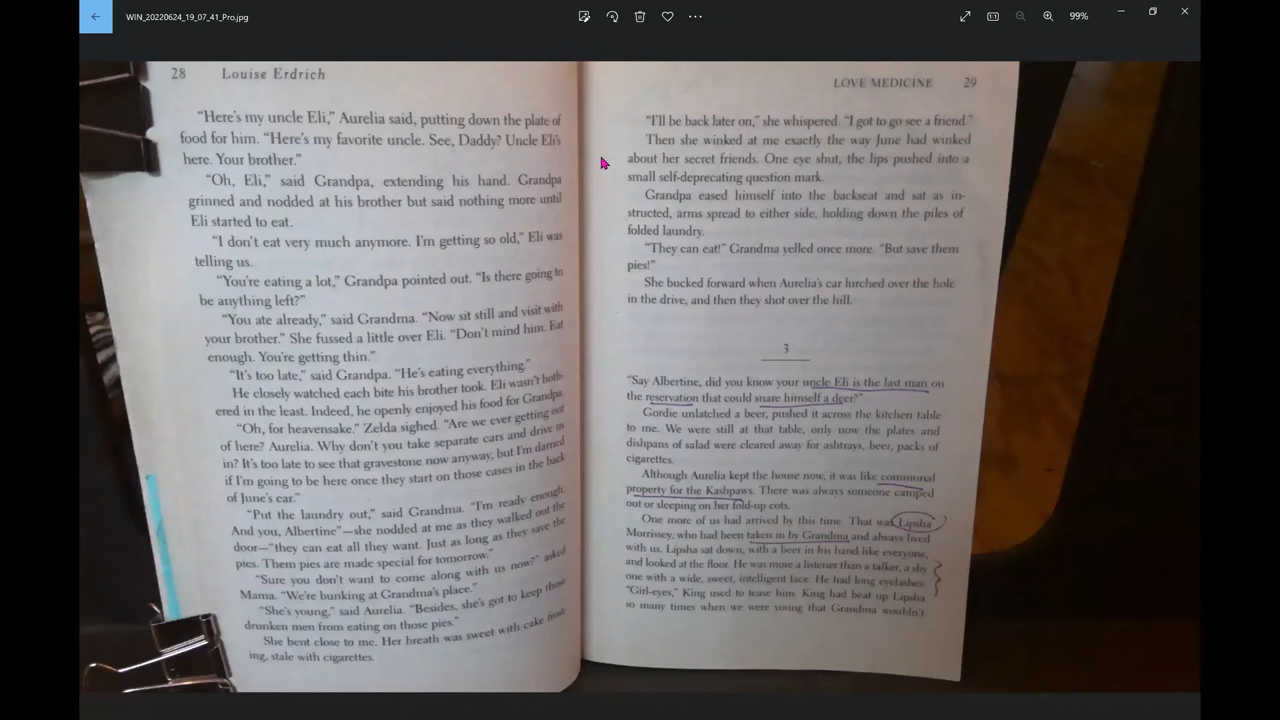 WIN_20220624_19_07_41_Pro.jpg
99%
28 Louise Erdrich
"Here's my uncle Eli," Aurelia said, putting down the plate of
food for him. "Here's my favorite uncle. See, Daddy? Uncle Eli's
here. Your brother."
"Oh, Eli," said Grandpa, extending his hand. Grandpa
grinned and nodded at his brother but said nothing more until
Eli started to eat.
"I don't eat very much anymore. I'm getting so old," Eli was
telling us.
"You're eating a lot," Grandpa pointed out. "Is there going to
be anything left?"
"You ate already," said Grandma. "Now sit still and visit with
your brother." She fussed a little over Eli. "Don't mind him. Eat
enough. You're getting thin."
"It's too late," said Grandpa. "He's eating everything."
He closely watched each bite his brother took. Eli wasn't both-
ered in the least. Indeed, he openly enjoyed his food for Grandpa.
"Oh, for heavensake." Zelda sighed. "Are we ever getting out
of here? Aurelia. Why don't you take separate cars and drive us
in? It's too late to see that gravestone now anyway, but I'm darned
if I'm going to be here once they start on those cases in the back
of June's car."
"Put the laundry out," said Grandma. "I'm ready enough.
And you, Albertine"—she nodded at me as they walked out the
door—"they can eat all they want. Just as long as they save the
pies. Them pies are made special for tomorrow."
"Sure you don't want to come along with us now?" asked
Mama. "We're bunking at Grandma's place."
"She's young," said Aurelia. "Besides, she's got to keep those
drunken men from eating on those pies."
She bent close to me. Her breath was sweet with cake frost-
ing, stale with cigarettes.
LOVE MEDICINE 29
"I'll be back later on," she whispered. "I got to go see a friend."
Then she winked at me exactly the way June had winked
about her secret friends. One eye shut, the lips pushed into a
small self-deprecating question mark.
Grandpa eased himself into the backseat and sat as in-
structed, arms spread to either side, holding down the piles of
folded laundry.
"They can eat!" Grandma yelled once more. "But save them
pies!"
She bucked forward when Aurelia's car lurched over the hole
in the drive, and then they shot over the hill.
3
"Say Albertine, did you know your uncle Eli is the last man on
the reservation that could snare himself a deer?"
Gordie unlatched a beer, pushed it across the kitchen table
to me. We were still at that table, only now the plates and
dishpans of salad were cleared away for ashtrays, beer, packs of
cigarettes.
Although Aurelia kept the house now, it was like communal
property for the Kashpaws. There was always someone camped
out or sleeping on her fold-up cots.
One more of us had arrived by this time. That was Lipsha
Morrissey, who had been taken in by Grandma and always lived
with us. Lipsha sat down, with a beer in his hand like everyone,
and looked at the floor. He was more a listener than a talker, a shy
one with a wide, sweet, intelligent face. He had long eyelashes.
"Girl-eyes," King used to tease him. King had beat up Lipsha
so many times when we were young that Grandma wouldn't